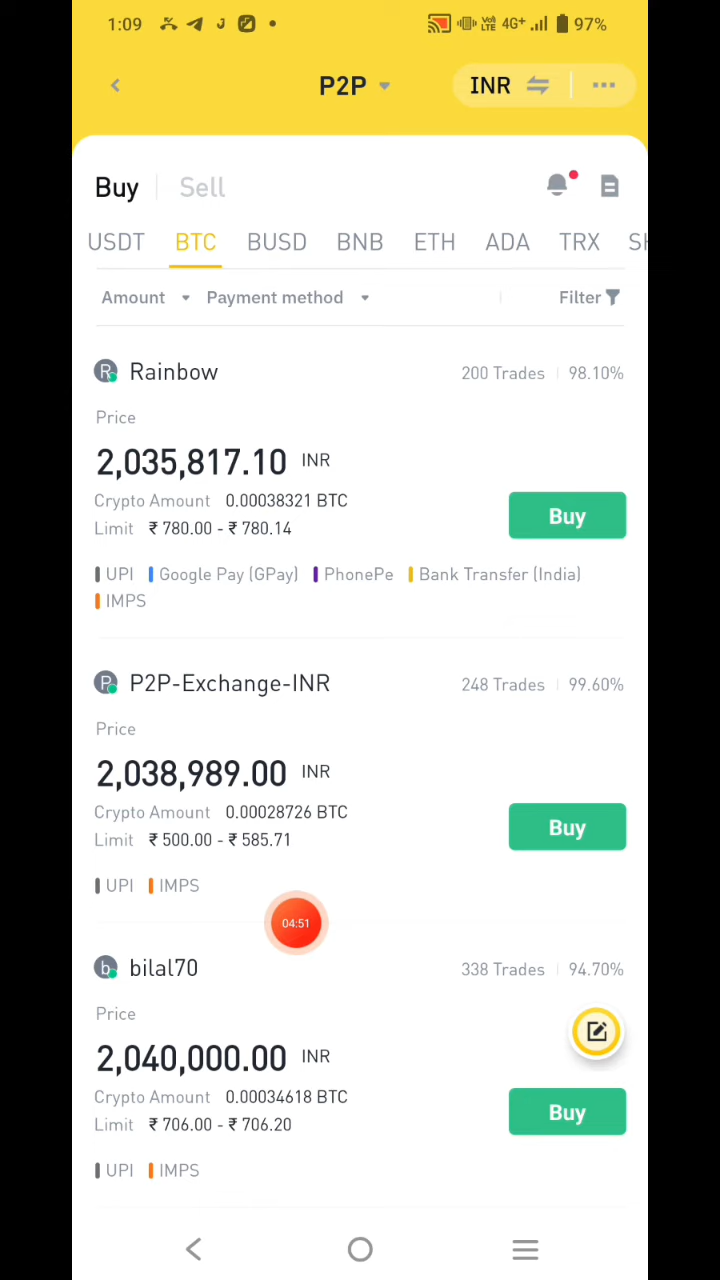 1:09 VoLTE 4G+ 97%
P2P INR
Buy Sell
USDT BTC BUSD BNB ETH ADA TRX
Amount Payment method Filter
R Rainbow 200 Trades 98.10%
Price
2,035,817.10 INR
Crypto Amount 0.00038321 BTC
Buy
Limit ₹ 780.00 - ₹ 780.14
UPI Google Pay (GPay) PhonePe Bank Transfer (India)
IMPS
P P2P-Exchange-INR 248 Trades 99.60%
Price
2,038,989.00 INR
Crypto Amount 0.00028726 BTC
Buy
Limit ₹ 500.00 - ₹ 585.71
UPI IMPS
04:51
b bilal70 338 Trades 94.70%
Price
2,040,000.00 INR
Crypto Amount 0.00034618 BTC
Buy
Limit ₹ 706.00 - ₹ 706.20
UPI IMPS